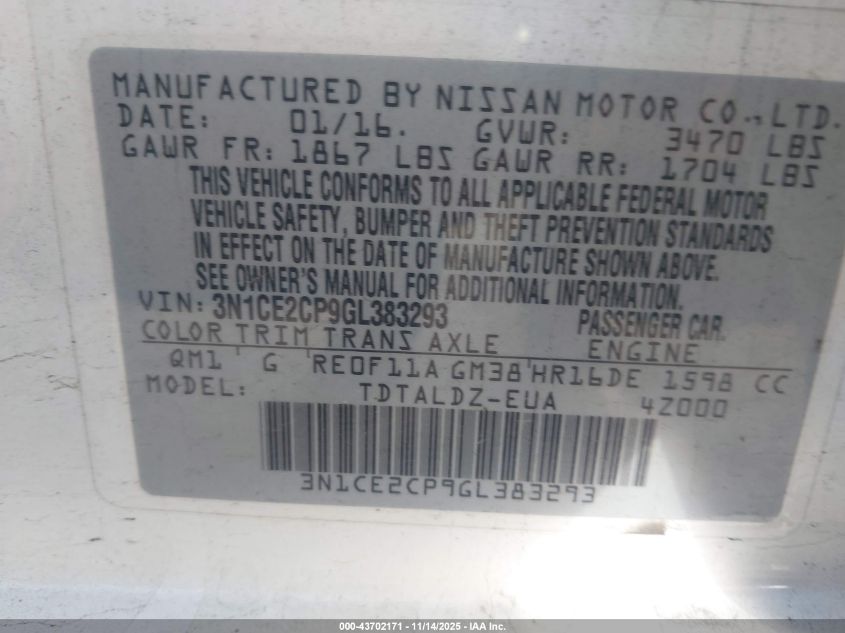 MANUFACTURED BY NISSAN MOTOR CO., LTD.
DATE: 01/16. GVWR: 3470 LBS
GAWR FR: 1867 LBS GAWR RR: 1704 LBS
THIS VEHICLE CONFORMS TO ALL APPLICABLE FEDERAL MOTOR
VEHICLE SAFETY, BUMPER AND THEFT PREVENTION STANDARDS
IN EFFECT ON THE DATE OF MANUFACTURE SHOWN ABOVE.
SEE OWNER'S MANUAL FOR ADDITIONAL INFORMATION.
VIN: 3N1CE2CP9GL383293 PASSENGER CAR.
COLOR TRIM TRANS AXLE ENGINE
QM1 G RE0F11A GM38 HR16DE 1598 CC
MODEL: TDTALDZ-EUA 4Z000
3N1CE2CP9GL383293
000-43702171 - 11/14/2025 - IAA Inc.